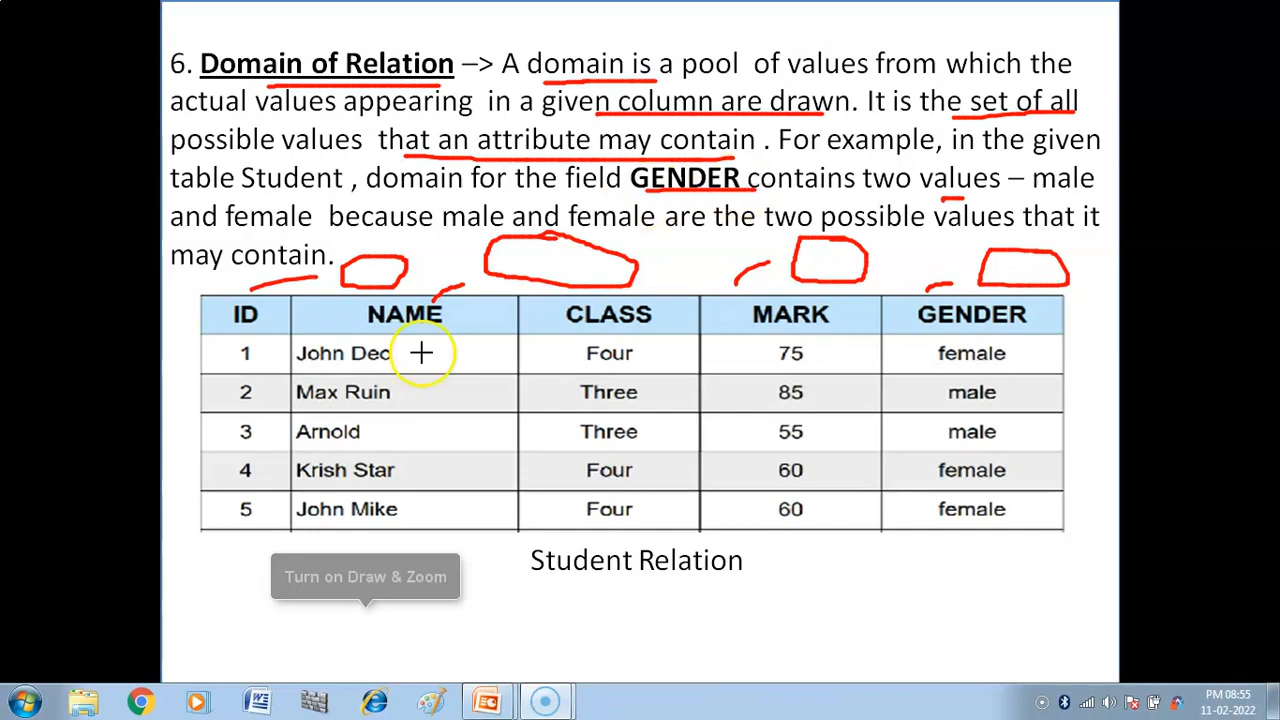 6. Domain of Relation –> A domain is a pool of values from which the
actual values appearing in a given column are drawn. It is the set of all
possible values that an attribute may contain . For example, in the given
table Student , domain for the field GENDER contains two values – male
and female because male and female are the two possible values that it
may contain.
ID NAME CLASS MARK GENDER
1 John Deo Four 75 female
2 Max Ruin Three 85 male
3 Arnold Three 55 male
4 Krish Star Four 60 female
5 John Mike Four 60 female
Student Relation
Turn on Draw & Zoom
PM 08:55
11-02-2022